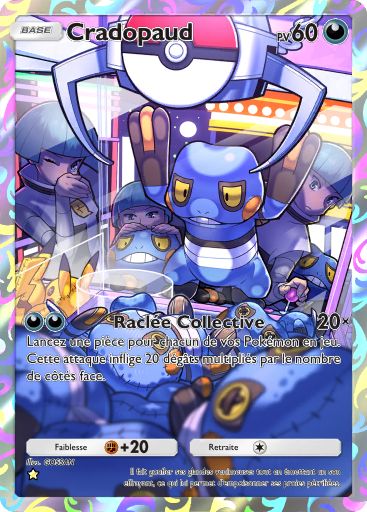 BASE Cradopaud PV60
Raclée Collective 20×
Lancez une pièce pour chacun de vos Pokémon en jeu.
Cette attaque inflige 20 dégâts multipliés par le nombre
de côtés face.
Faiblesse +20 Retraite
Illus. GOSSAN
Il fait gonfler ses glandes venimeuses tout en émettant un son
effrayant, ce qui lui permet d'empoisonner ses proies pétrifiées.